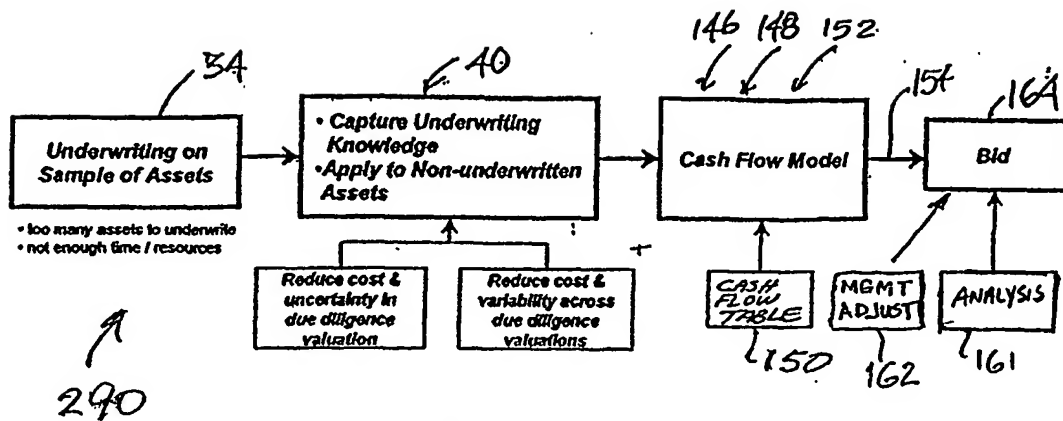 34
40
146 148 152
154
164
Underwriting on
Sample of Assets
• Capture Underwriting
Knowledge
• Apply to Non-underwritten
Assets
Cash Flow Model
Bid
• too many assets to underwrite
• not enough time / resources
Reduce cost &
uncertainty in
due diligence
valuation
Reduce cost &
variability across
due diligence
valuations
CASH
FLOW
TABLE
MGMT
ADJUST
ANALYSIS
150
162
161
290